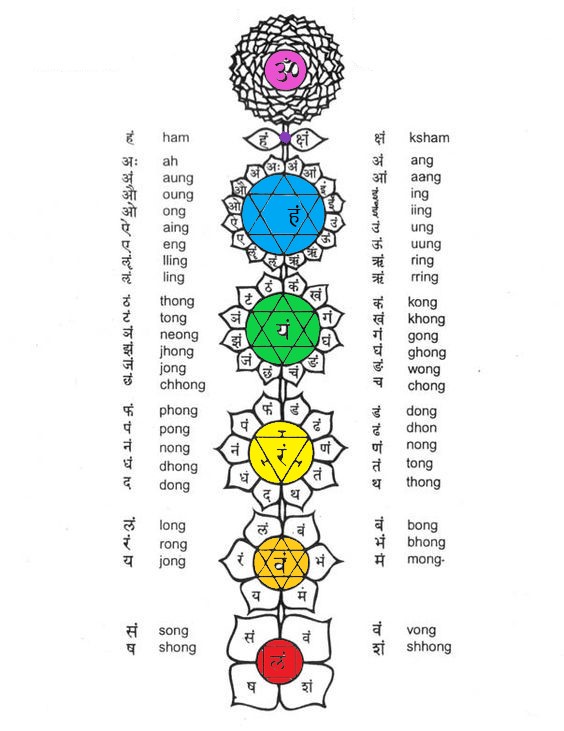 ॐ
हं ham
हं क्षं
क्षं ksham
अः ah
अं aung
औं oung
ओं ong
ऐं aing
एं eng
ॡं lling
ऌं ling
हं
अं ang
आं aang
इं ing
ईं iing
उं ung
ऊं uung
ऋं ring
ॠं rring
ठं thong
टं tong
ञं neong
झं jhong
जं jong
छं chhong
ठं कं
टं खं
ञं यं गं
झं घं
जं ङं
छं चं
कं kong
खं khong
गं gong
घं ghong
ङं wong
च chong
फं phong
पं pong
नं nong
धं dhong
द dong
फं डं
पं ढं
नं रं णं
धं तं
द थ
डं dong
ढं dhon
णं nong
तं tong
थ thong
लं long
रं rong
य jong
लं बं
रं वं भं
य मं
बं bong
भं bhong
मं mong-
सं song
ष shong
सं वं
लं
ष शं
वं vong
शं shhong